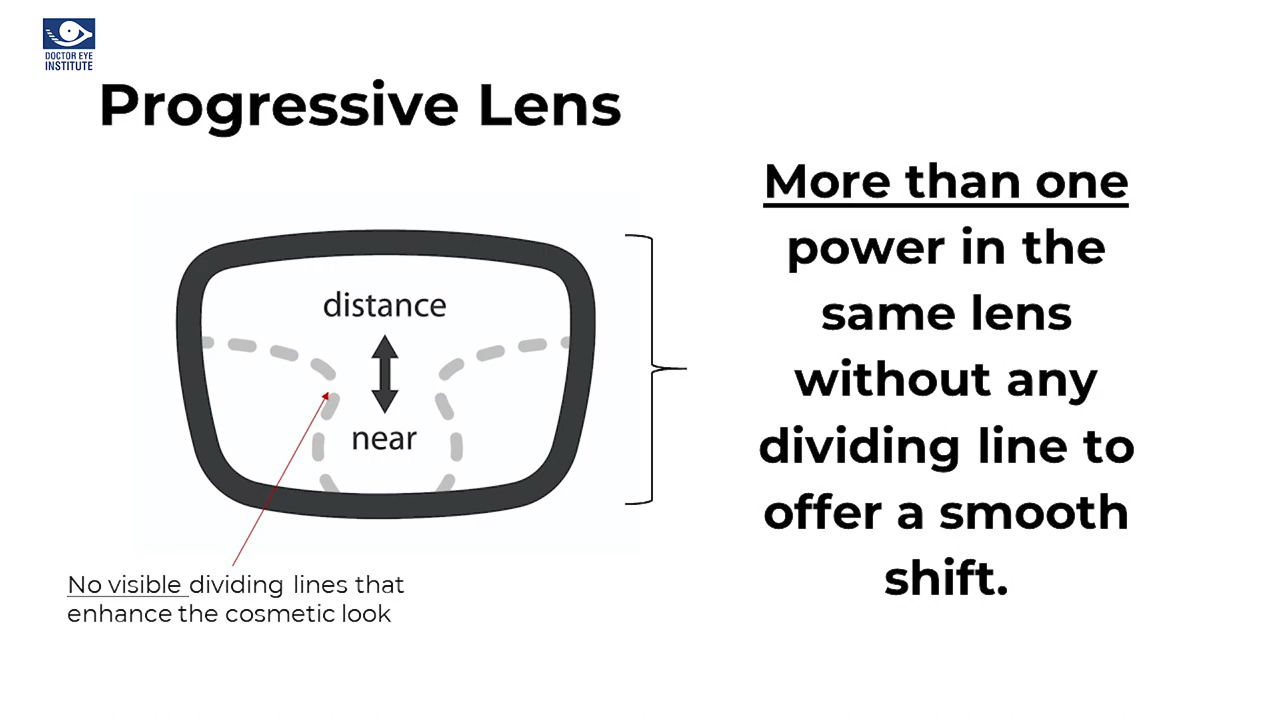 DOCTOR EYE
INSTITUTE
Progressive Lens
distance
near
No visible dividing lines that
enhance the cosmetic look
More than one
power in the
same lens
without any
dividing line to
offer a smooth
shift.